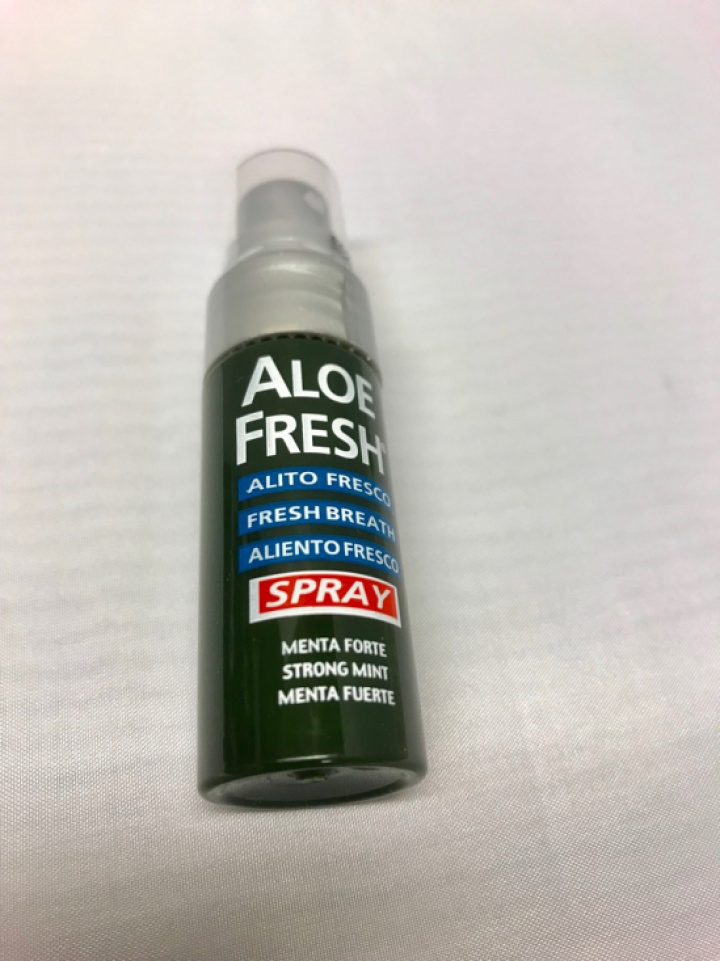 ALOE
FRESH
ALITO FRESCO
FRESH BREATH
ALIENTO FRESCO
SPRAY
MENTA FORTE
STRONG MINT
MENTA FUERTE